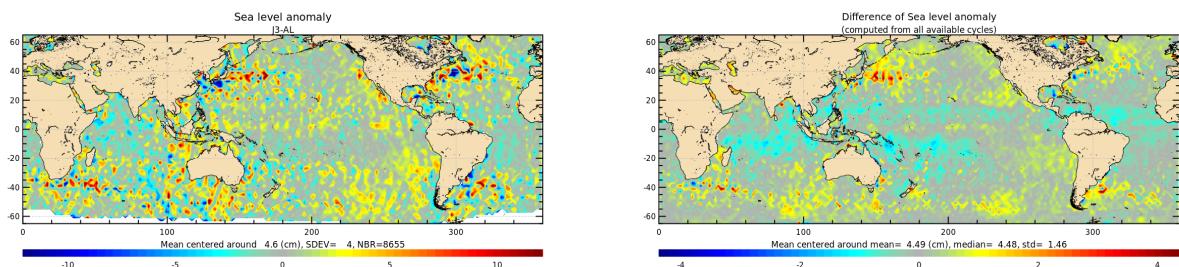 Sea level anomaly
J3-AL
60
40
20
0
-20
-40
-60
0 100 200 300
Mean centered around 4.6 (cm), SDEV= 4, NBR=8655
-10 -5 0 5 10
Difference of Sea level anomaly
(computed from all available cycles)
60
40
20
0
-20
-40
-60
0 100 200 300
Mean centered around mean= 4.49 (cm), median= 4.48, std= 1.46
-4 -2 0 2 4